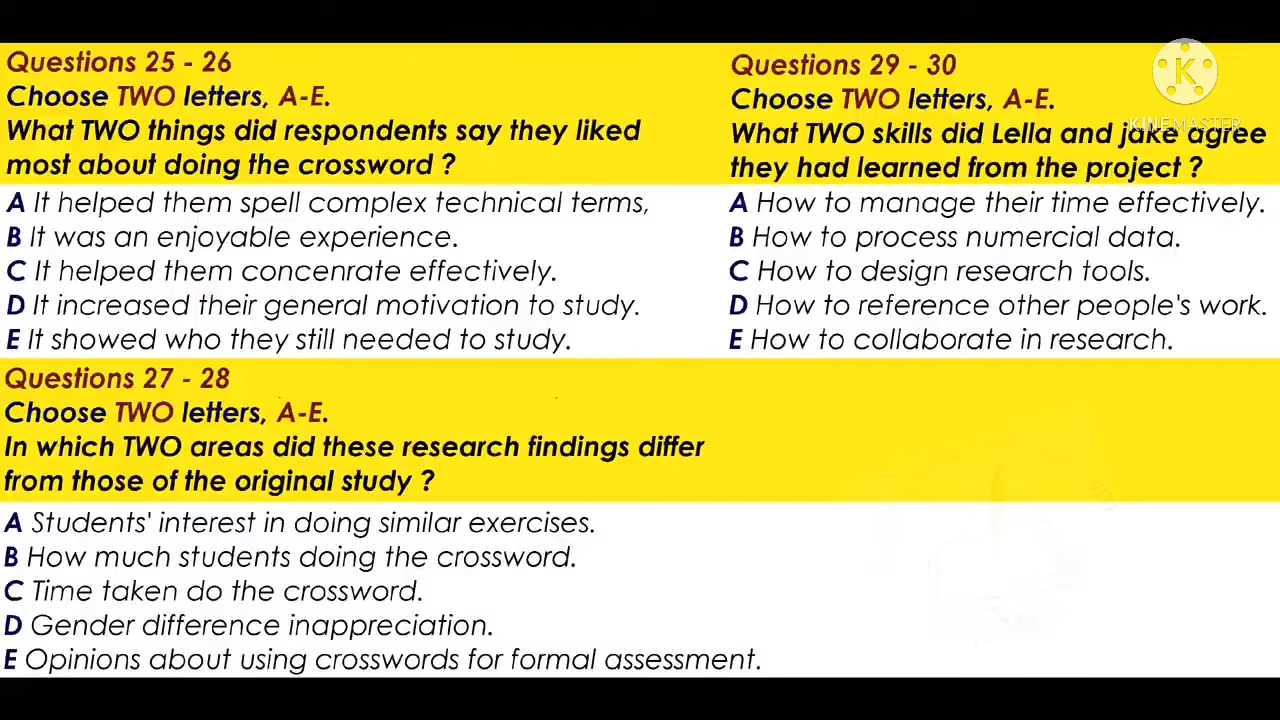 Questions 25 - 26
Choose TWO letters, A-E.
What TWO things did respondents say they liked
most about doing the crossword ?
A It helped them spell complex technical terms,
B It was an enjoyable experience.
C It helped them concenrate effectively.
D It increased their general motivation to study.
E It showed who they still needed to study.
Questions 27 - 28
Choose TWO letters, A-E.
In which TWO areas did these research findings differ
from those of the original study ?
A Students' interest in doing similar exercises.
B How much students doing the crossword.
C Time taken do the crossword.
D Gender difference inappreciation.
E Opinions about using crosswords for formal assessment.
Questions 29 - 30
Choose TWO letters, A-E.
What TWO skills did Lella and jake agree
they had learned from the project ?
A How to manage their time effectively.
B How to process numercial data.
C How to design research tools.
D How to reference other people's work.
E How to collaborate in research.
K
KINEMASTER